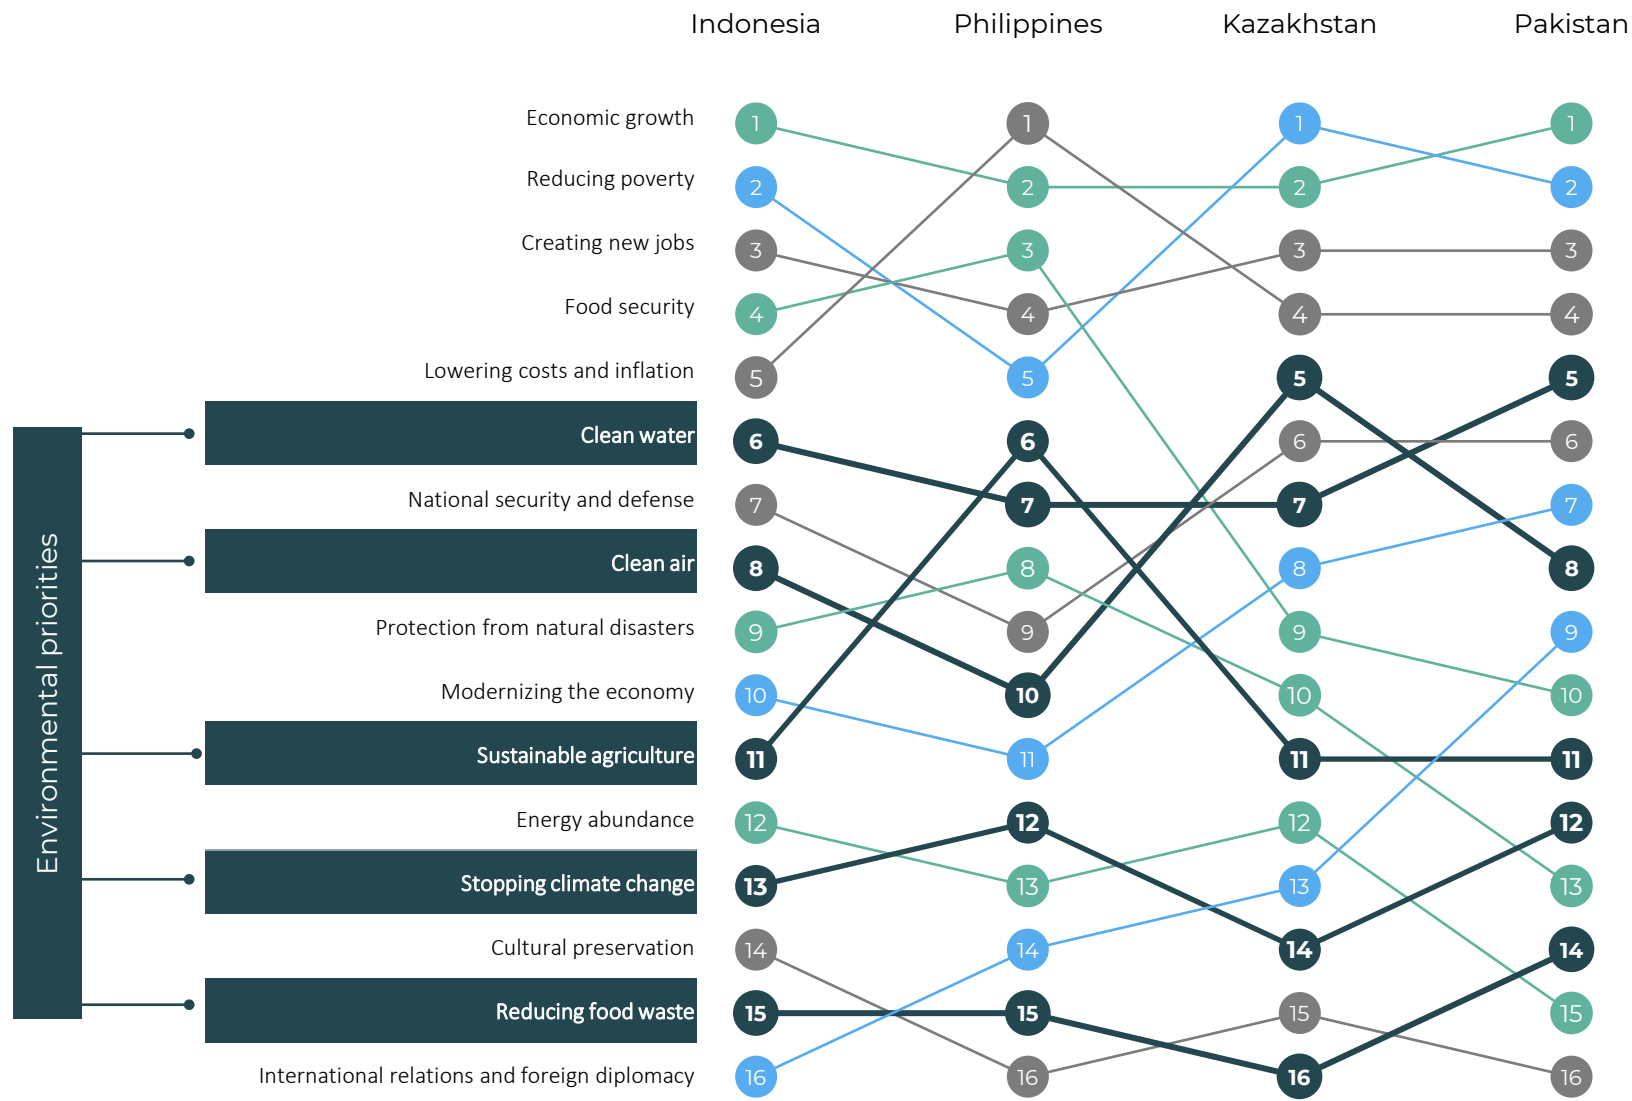 Indonesia Philippines Kazakhstan Pakistan
Economic growth 1 1 1 1
Reducing poverty 2 2 2 2
Creating new jobs 3 3 3 3
Food security 4 4 4 4
Lowering costs and inflation 5 5 5 5
Clean water 6 6 6 6
National security and defense 7 7 7 7
Clean air 8 8 8 8
Protection from natural disasters 9 9 9 9
Modernizing the economy 10 10 10 10
Sustainable agriculture 11 11 11 11
Energy abundance 12 12 12 12
Stopping climate change 13 13 13 13
Cultural preservation 14 14 14 14
Reducing food waste 15 15 15 15
International relations and foreign diplomacy 16 16 16 16
Environmental priorities